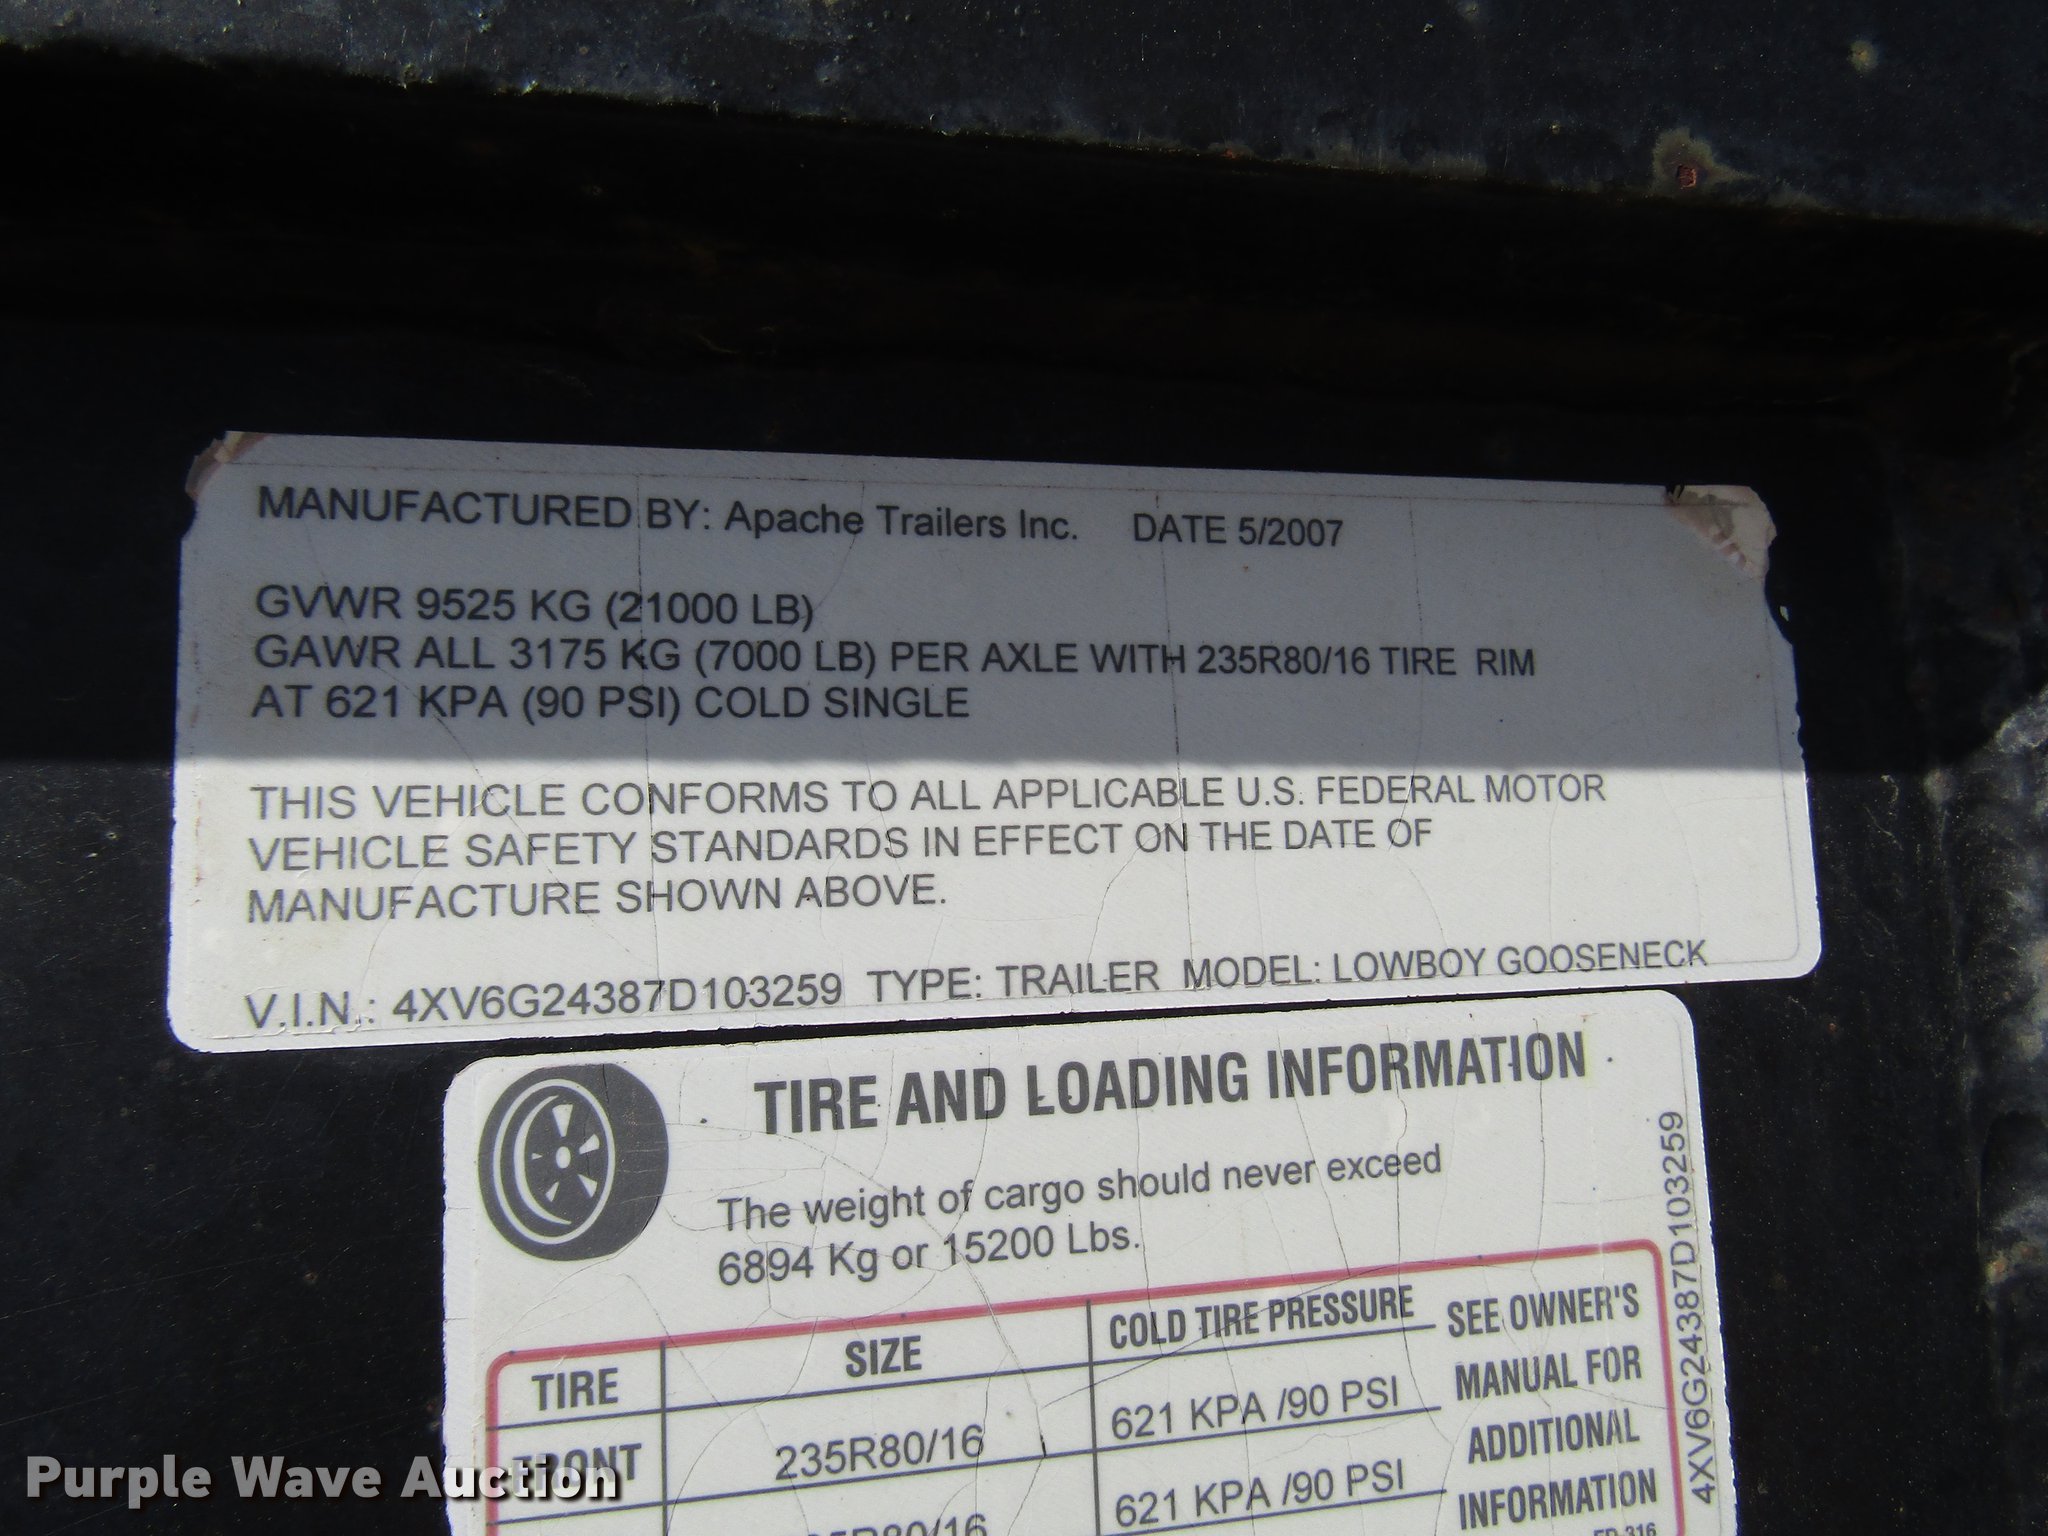 MANUFACTURED BY: Apache Trailers Inc. DATE 5/2007
GVWR 9525 KG (21000 LB)
GAWR ALL 3175 KG (7000 LB) PER AXLE WITH 235R80/16 TIRE RIM
AT 621 KPA (90 PSI) COLD SINGLE
THIS VEHICLE CONFORMS TO ALL APPLICABLE U.S. FEDERAL MOTOR
VEHICLE SAFETY STANDARDS IN EFFECT ON THE DATE OF
MANUFACTURE SHOWN ABOVE.
V.I.N.: 4XV6G24387D103259 TYPE: TRAILER MODEL: LOWBOY GOOSENECK
TIRE AND LOADING INFORMATION
The weight of cargo should never exceed
6894 Kg or 15200 Lbs.
TIRE SIZE COLD TIRE PRESSURE
FRONT 235R80/16 621 KPA /90 PSI
621 KPA /90 PSI
SEE OWNER'S
MANUAL FOR
ADDITIONAL
INFORMATION
4XV6G24387D103259
Purple Wave Auction